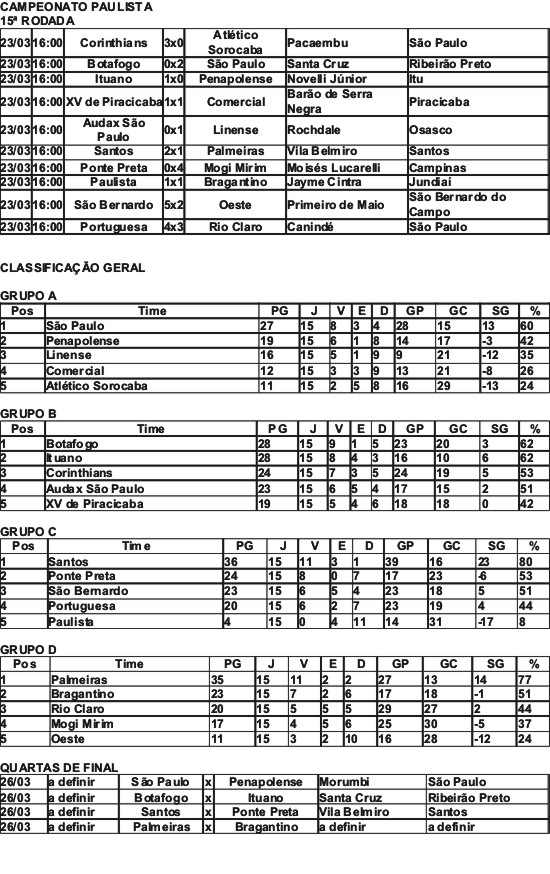 CAMPEONATO PAULISTA
15ª RODADA
23/03 16:00 Corinthians 3x0 Atlético Sorocaba Pacaembu São Paulo
23/03 16:00 Botafogo 0x2 São Paulo Santa Cruz Ribeirão Preto
23/03 16:00 Ituano 1x0 Penapolense Novelli Júnior Itu
23/03 16:00 XV de Piracicaba 1x1 Comercial Barão de Serra Negra Piracicaba
23/03 16:00 Audax São Paulo 0x1 Linense Rochdale Osasco
23/03 16:00 Santos 2x1 Palmeiras Vila Belmiro Santos
23/03 16:00 Ponte Preta 0x4 Mogi Mirim Moisés Lucarelli Campinas
23/03 16:00 Paulista 1x1 Bragantino Jayme Cintra Jundiaí
23/03 16:00 São Bernardo 5x2 Oeste Primeiro de Maio São Bernardo do Campo
23/03 16:00 Portuguesa 4x3 Rio Claro Canindé São Paulo
CLASSIFICAÇÃO GERAL
GRUPO A
Pos Time PG J V E D GP GC SG %
1 São Paulo 27 15 8 3 4 28 15 13 60
2 Penapolense 19 15 6 1 8 14 17 -3 42
3 Linense 16 15 5 1 9 9 21 -12 35
4 Comercial 12 15 3 3 9 13 21 -8 26
5 Atlético Sorocaba 11 15 2 5 8 16 29 -13 24
GRUPO B
Pos Time PG J V E D GP GC SG %
1 Botafogo 28 15 9 1 5 23 20 3 62
2 Ituano 28 15 8 4 3 16 10 6 62
3 Corinthians 24 15 7 3 5 24 19 5 53
4 Audax São Paulo 23 15 6 5 4 17 15 2 51
5 XV de Piracicaba 19 15 5 4 6 18 18 0 42
GRUPO C
Pos Time PG J V E D GP GC SG %
1 Santos 36 15 11 3 1 39 16 23 80
2 Ponte Preta 24 15 8 0 7 17 23 -6 53
3 São Bernardo 23 15 6 5 4 23 18 5 51
4 Portuguesa 20 15 6 2 7 23 19 4 44
5 Paulista 4 15 0 4 11 14 31 -17 8
GRUPO D
Pos Time PG J V E D GP GC SG %
1 Palmeiras 35 15 11 2 2 27 13 14 77
2 Bragantino 23 15 7 2 6 17 18 -1 51
3 Rio Claro 20 15 5 5 5 29 27 2 44
4 Mogi Mirim 17 15 4 5 6 25 30 -5 37
5 Oeste 11 15 3 2 10 16 28 -12 24
QUARTAS DE FINAL
26/03 a definir São Paulo x Penapolense Morumbi São Paulo
26/03 a definir Botafogo x Ituano Santa Cruz Ribeirão Preto
26/03 a definir Santos x Ponte Preta Vila Belmiro Santos
26/03 a definir Palmeiras x Bragantino a definir a definir